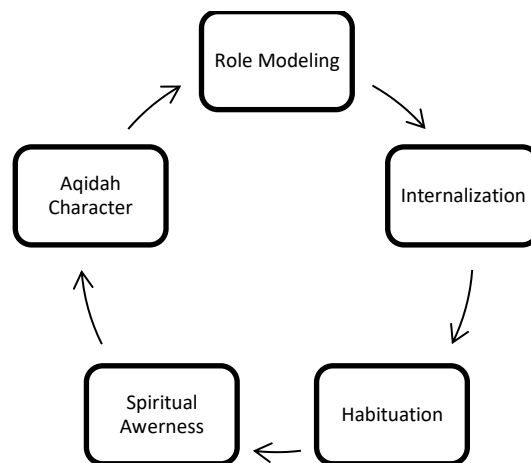 Role Modeling
Internalization
Habituation
Spiritual
Awerness
Aqidah
Character